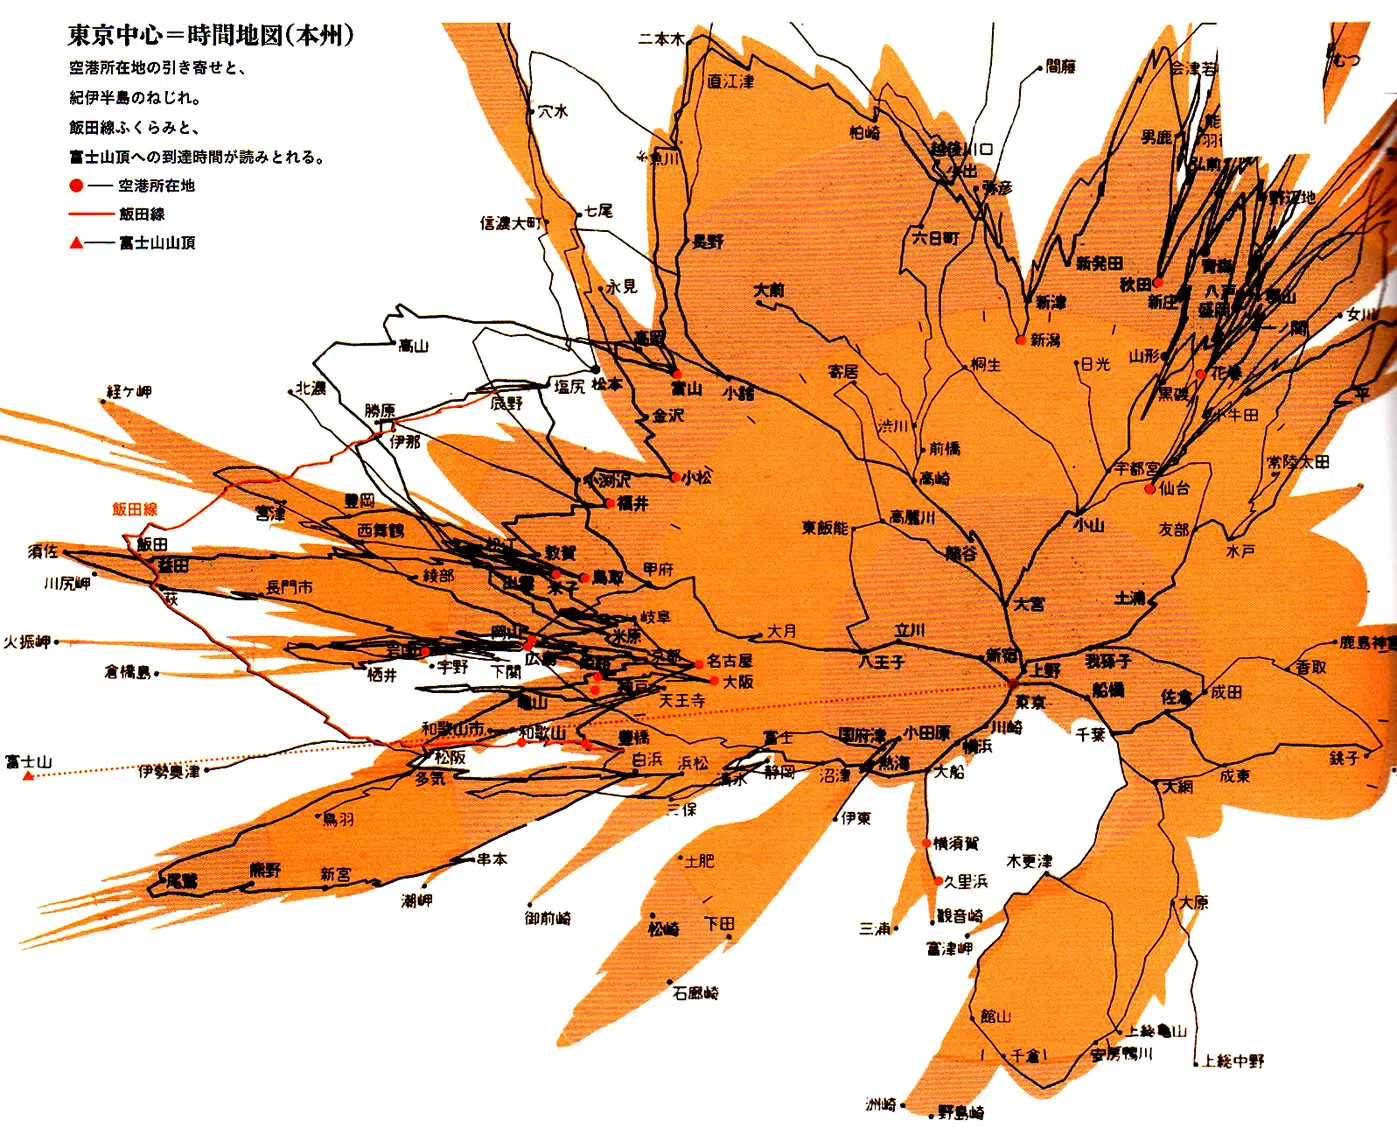 東京中心＝時間地図(本州)
空港所在地の引き寄せと、
紀伊半島のねじれ。
飯田線ふくらみと、
富士山頂への到達時間が読みとれる。
空港所在地
飯田線
富士山山頂
二本木
直江津
間藤
会津若
むつ
穴水
柏崎
越後川口
小出
男鹿
能
羽後
弘前
糸魚川
弥彦
野辺地
信濃大町
七尾
長野
六日町
新発田
青森
氷見
大前
新津
秋田
新庄
八戸
盛岡
一ノ関
女川
高山
高岡
新潟
山形
北濃
塩尻
松本
富山
小諸
寄居
桐生
日光
花巻
黒磯
平
経ケ岬
辰野
勝原
伊那
金沢
渋川
前橋
小牛田
高崎
宇都宮
常陸太田
小淵沢
小松
福井
仙台
飯田線
宮津
豊岡
西舞鶴
東飯能
高麗川
小山
友部
水戸
須佐
飯田
益田
松江
敦賀
熊谷
川尻岬
萩
長門市
綾部
出雲
米子
鳥取
甲府
大宮
土浦
火振岬
岡山
岐阜
米原
大月
立川
倉橋島
岩国
栖井
宇野
下関
広島
京都
名古屋
大阪
八王子
新宿
上野
我孫子
鹿島神宮
香取
亀山
神戸
天王寺
東京
船橋
佐倉
成田
千葉
和歌山市
和歌山
豊橋
富士
国府津
小田原
川崎
横浜
富士山
伊勢奥津
松阪
多気
白浜
浜松
清水
静岡
沼津
熱海
大船
大網
成東
銚子
鳥羽
三保
伊東
横須賀
木更津
尾鷲
熊野
新宮
串本
潮岬
土肥
久里浜
大原
御前崎
松崎
下田
三浦
観音崎
富津岬
石廊崎
館山
千倉
上総亀山
安房鴨川
上総中野
洲崎
野島崎